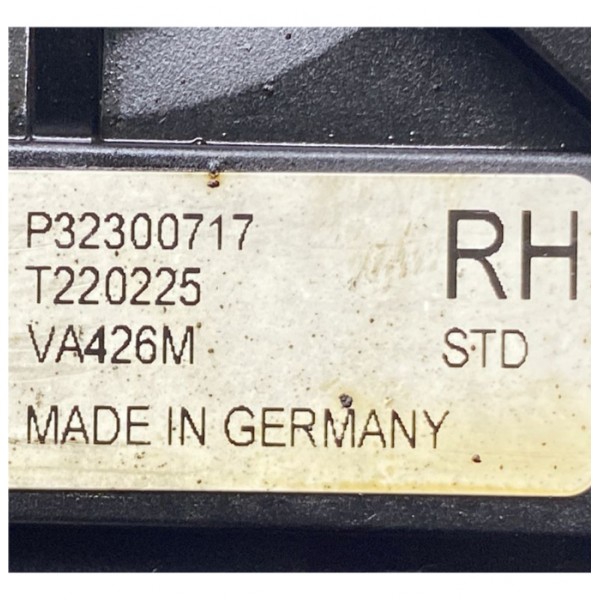 P32300717
T220225
VA426M
RH
STD
MADE IN GERMANY